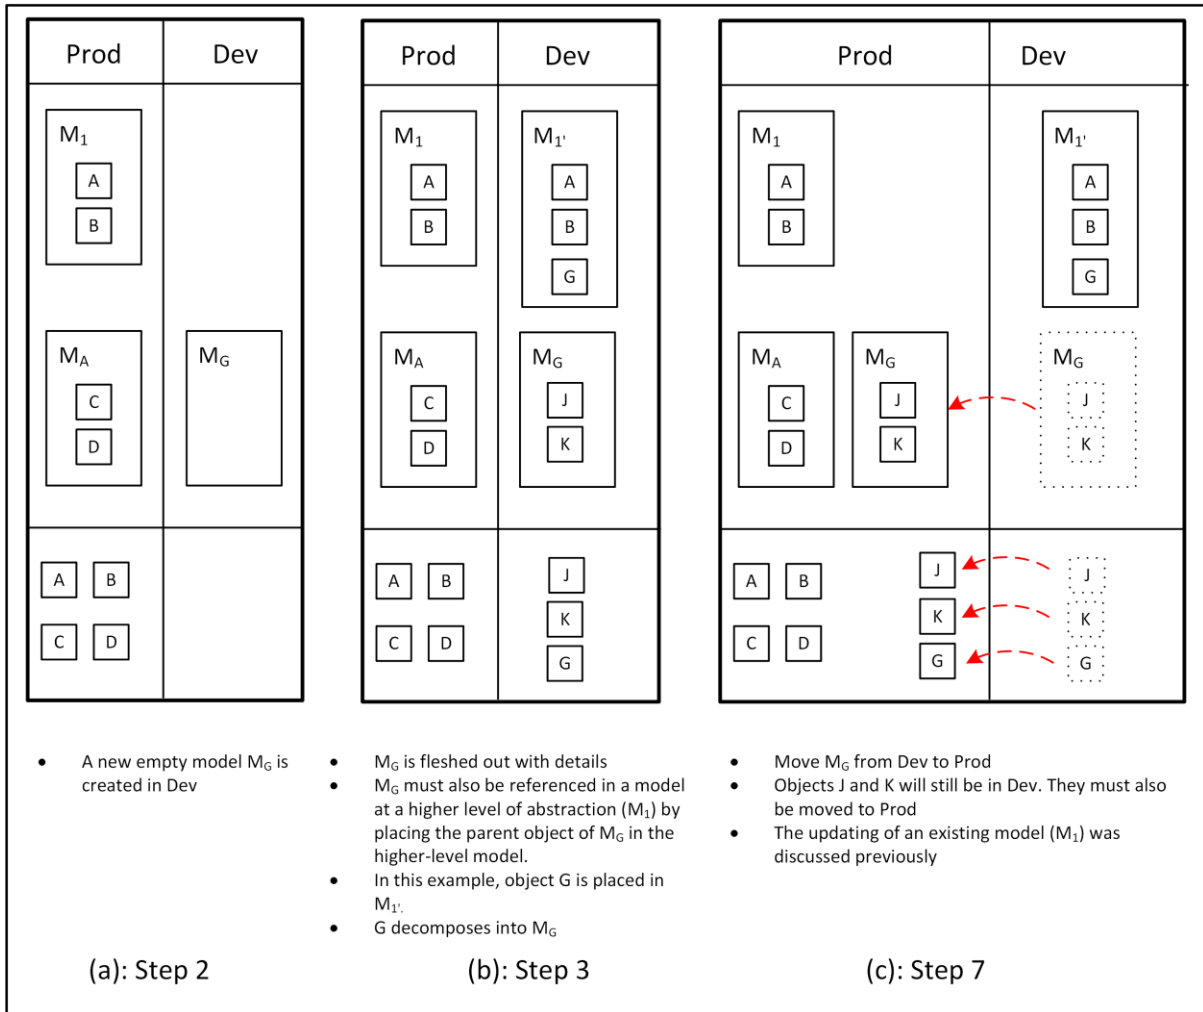 Prod Dev
M1
A
B
MA
C
D
MG
A B
C D
• A new empty model MG is
created in Dev
(a): Step 2
Prod Dev
M1
A
B
M1'
A
B
G
MA
C
D
MG
J
K
A B
C D
J
K
G
• MG is fleshed out with details
• MG must also be referenced in a model
at a higher level of abstraction (M1) by
placing the parent object of MG in the
higher-level model.
• In this example, object G is placed in
M1'.
• G decomposes into MG
(b): Step 3
Prod Dev
M1
A
B
M1'
A
B
G
MA
C
D
MG
J
K
MG
J
K
A B
C D
J
K
G
J
K
G
• Move MG from Dev to Prod
• Objects J and K will still be in Dev. They must also
be moved to Prod
• The updating of an existing model (M1) was
discussed previously
(c): Step 7